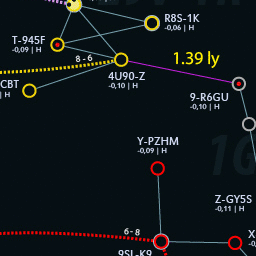 R8S-1K
-0,06 | H
T-945F
-0,09 | H
1.39 ly
8 - 6
4U90-Z
-0,10 | H
CBT
| H
9-R6GU
-0,10 | H
Y-PZHM
-0,09 | H
Z-GY5S
-0,11 | H
6 - 8
X
-0,
9SL-K9